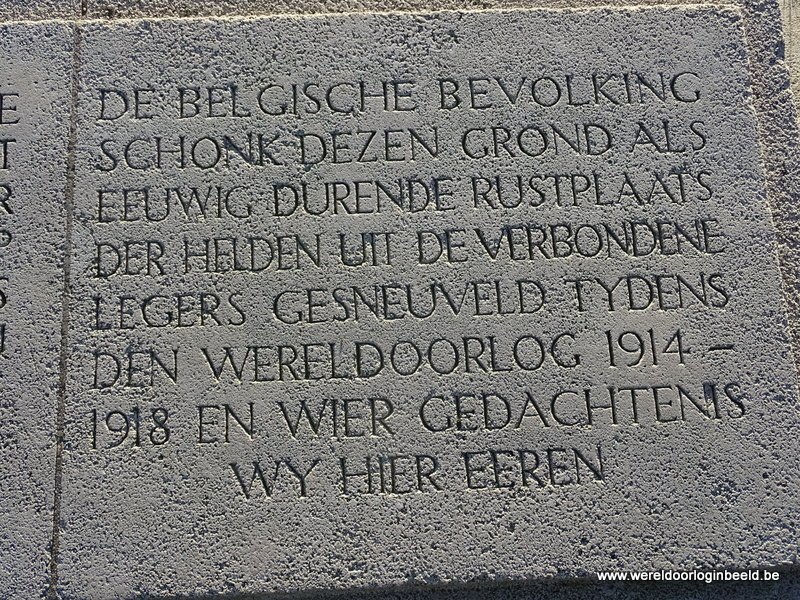 DE BELGISCHE BEVOLKING
SCHONK DEZEN GROND ALS
EEUWIG DURENDE RUSTPLAATS
DER HELDEN UIT DE VERBONDENE
LEGERS GESNEUVELD TYDENS
DEN WERELDOORLOG 1914 –
1918 EN WIER GEDACHTENIS
WY HIER EEREN
www.wereldoorloginbeeld.be